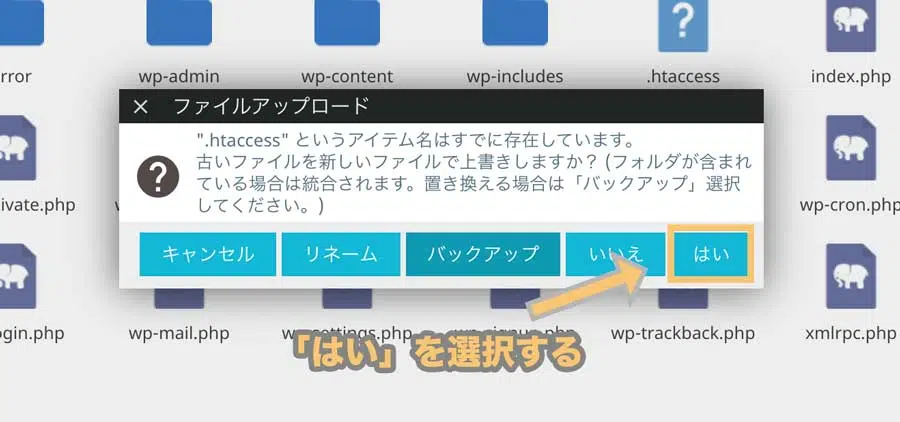 rror
wp-admin
wp-content
wp-includes
.htaccess
index.php
× ファイルアップロード
".htaccess" というアイテム名はすでに存在しています。
古いファイルを新しいファイルで上書きしますか？ (フォルダが含まれ
ている場合は統合されます。置き換える場合は「バックアップ」選択
してください。)
ivate.php
wp-cron.php
キャンセル
リネーム
バックアップ
いいえ
はい
ogin.php
wp-mail.php
wp-settings.php
wp-signup.php
wp-trackback.php
xmlrpc.php
「はい」を選択する